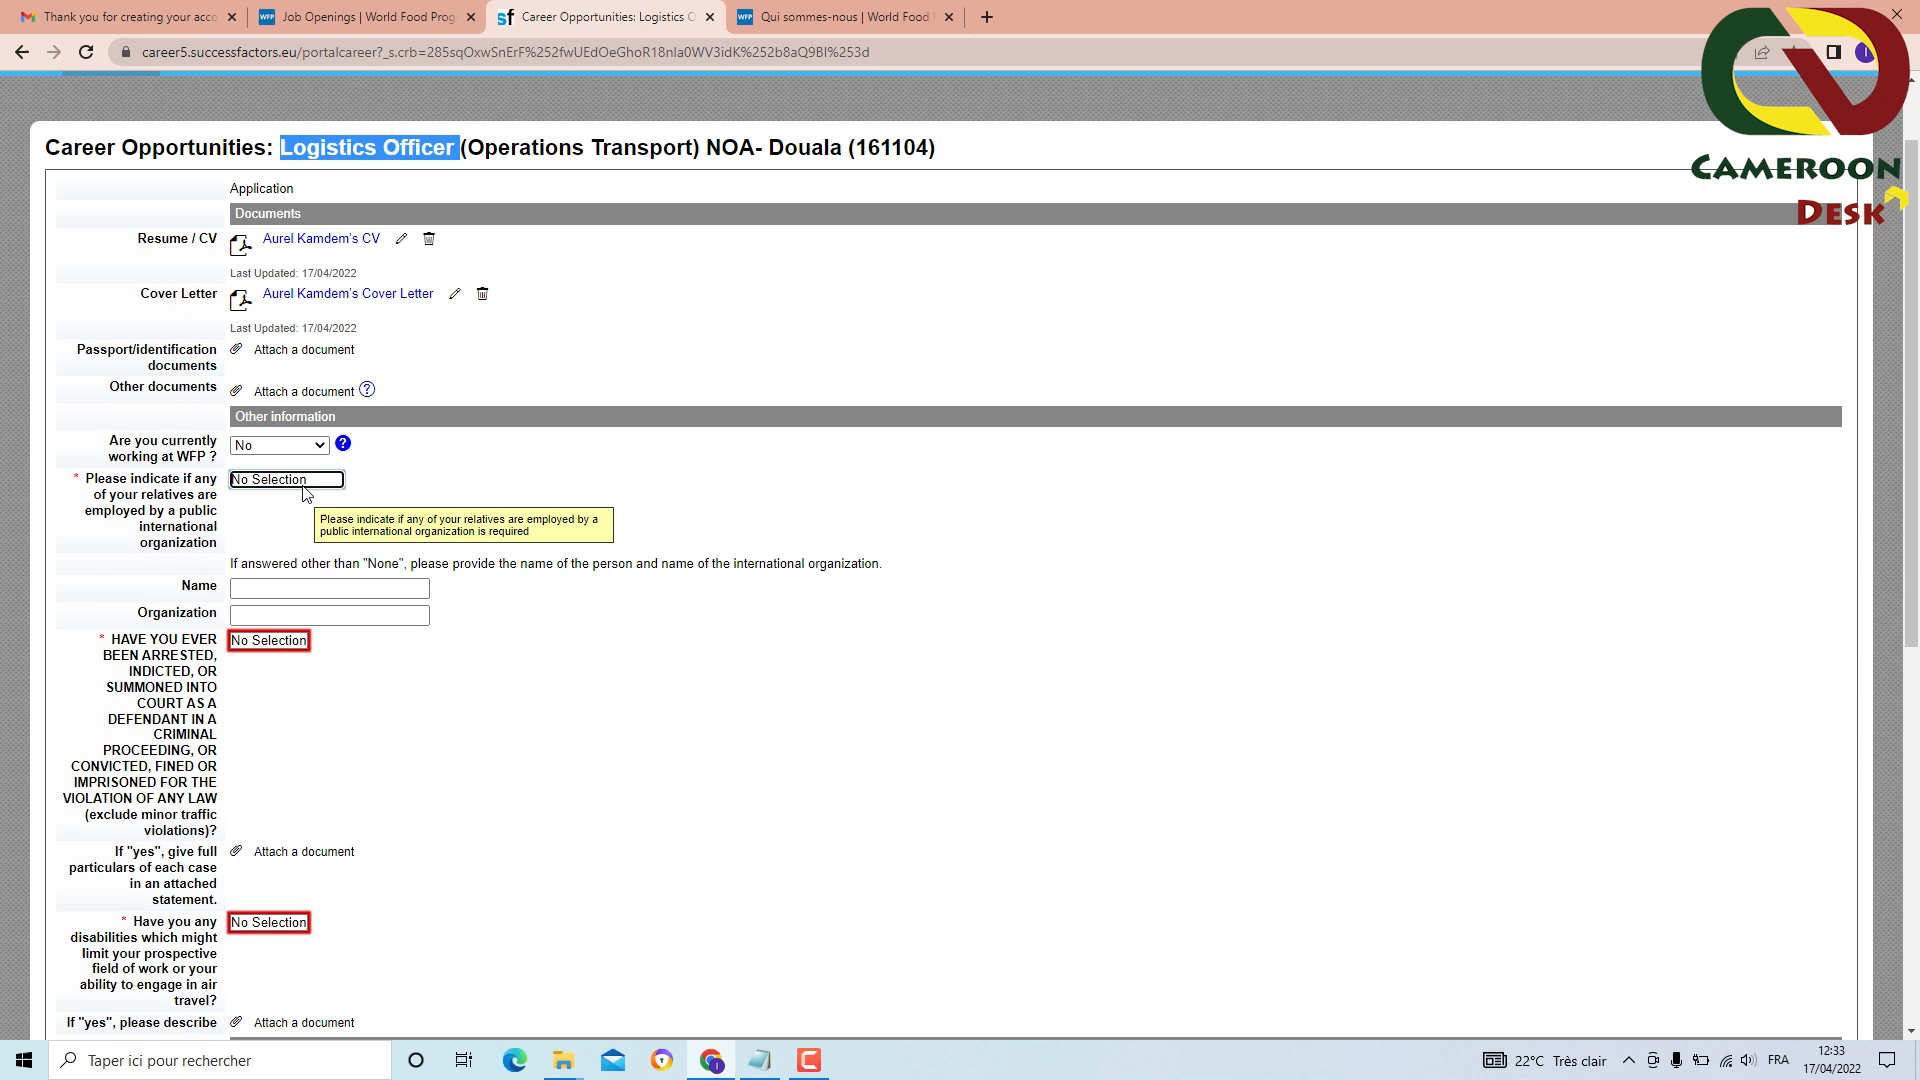 Thank you for creating your acco
Job Openings | World Food Prog
Career Opportunities: Logistics O
Qui sommes-nous | World Food
career5.successfactors.eu/portalcareer?_s.crb=285sqOxwSnErF%252fwUEdOeGhoR18nla0WV3idK%252b8aQ9BI%253d
CAMEROON
DESK
Career Opportunities: Logistics Officer (Operations Transport) NOA- Douala (161104)
Application
Documents
Resume / CV
Aurel Kamdem's CV
Last Updated: 17/04/2022
Cover Letter
Aurel Kamdem's Cover Letter
Last Updated: 17/04/2022
Passport/identification
documents
Attach a document
Other documents
Attach a document
Other information
Are you currently
working at WFP ?
No
* Please indicate if any
of your relatives are
employed by a public
international
organization
No Selection
Please indicate if any of your relatives are employed by a
public international organization is required
If answered other than "None", please provide the name of the person and name of the international organization.
Name
Organization
* HAVE YOU EVER
BEEN ARRESTED,
INDICTED, OR
SUMMONED INTO
COURT AS A
DEFENDANT IN A
CRIMINAL
PROCEEDING, OR
CONVICTED, FINED OR
IMPRISONED FOR THE
VIOLATION OF ANY LAW
(exclude minor traffic
violations)?
No Selection
If "yes", give full
particulars of each case
in an attached
statement.
Attach a document
* Have you any
disabilities which might
limit your prospective
field of work or your
ability to engage in air
travel?
No Selection
If "yes", please describe
Attach a document
Taper ici pour rechercher
22°C Très clair
FRA
12:33
17/04/2022